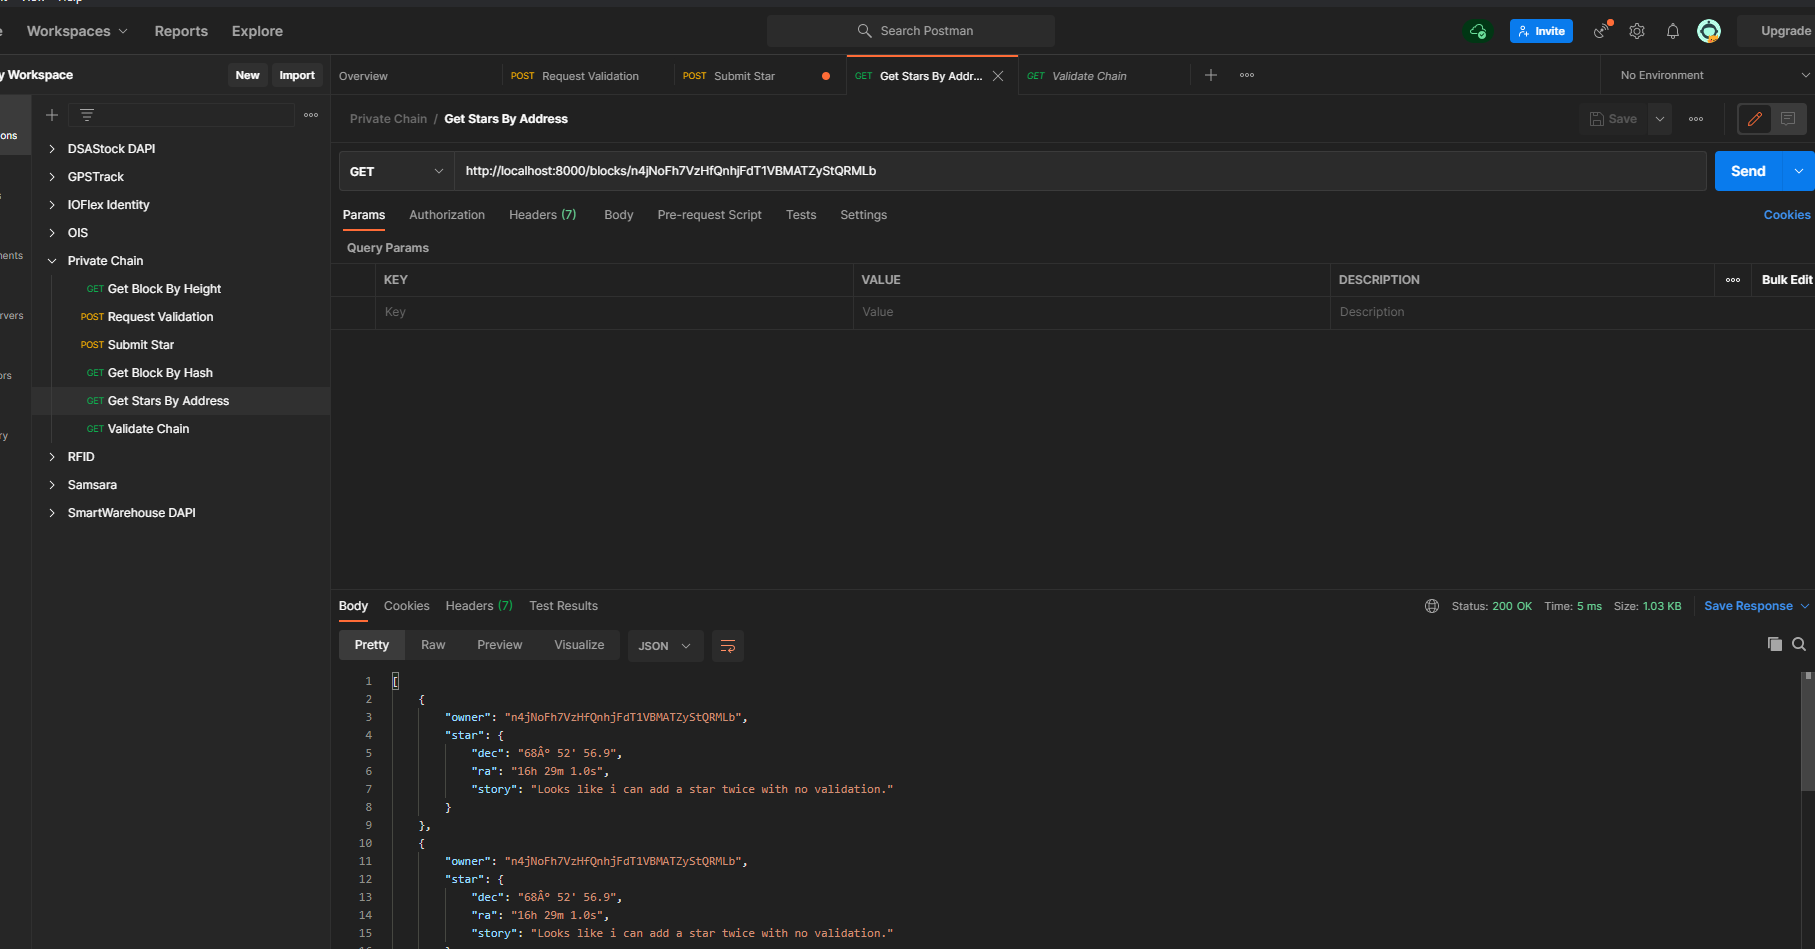 Workspaces
Reports
Explore
Search Postman
Invite
Upgrade
y Workspace
New
Import
Overview
POST Request Validation
POST Submit Star
GET Get Stars By Addr...
GET Validate Chain
No Environment
ons
Private Chain / Get Stars By Address
Save
DSAStock DAPI
GPSTrack
IOFlex Identity
OIS
Private Chain
GET Get Block By Height
POST Request Validation
POST Submit Star
GET Get Block By Hash
GET Get Stars By Address
GET Validate Chain
RFID
Samsara
SmartWarehouse DAPI
nents
rvers
ors
ry
GET
http://localhost:8000/blocks/n4jNoFh7VzHfQnhjFdT1VBMATZyStQRMLb
Send
Params
Authorization
Headers (7)
Body
Pre-request Script
Tests
Settings
Cookies
Query Params
KEY
VALUE
DESCRIPTION
Bulk Edit
Key
Value
Description
Body
Cookies
Headers (7)
Test Results
Status: 200 OK
Time: 5 ms
Size: 1.03 KB
Save Response
Pretty
Raw
Preview
Visualize
JSON
1 [
2 {
3 "owner": "n4jNoFh7VzHfQnhjFdT1VBMATZyStQRMLb",
4 "star": {
5 "dec": "68Âº 52' 56.9",
6 "ra": "16h 29m 1.0s",
7 "story": "Looks like i can add a star twice with no validation."
8 }
9 },
10 {
11 "owner": "n4jNoFh7VzHfQnhjFdT1VBMATZyStQRMLb",
12 "star": {
13 "dec": "68Âº 52' 56.9",
14 "ra": "16h 29m 1.0s",
15 "story": "Looks like i can add a star twice with no validation."